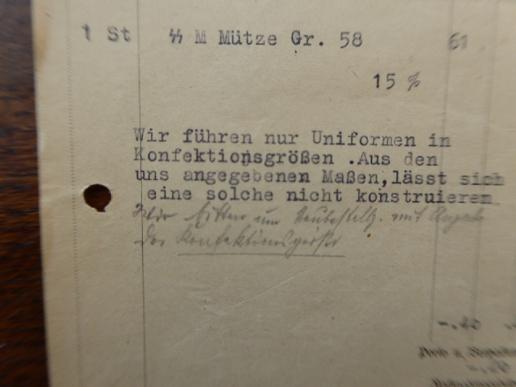 1 St ᛋᛋ M Mütze Gr. 58 61
15 %
Wir führen nur Uniformen in
Konfektionsgrößen .Aus den
uns angegebenen Maßen,lässt sich
eine solche nicht konstruieren
Wir bitten um Neubestellg. mit Angabe
der Konfektionsgröße